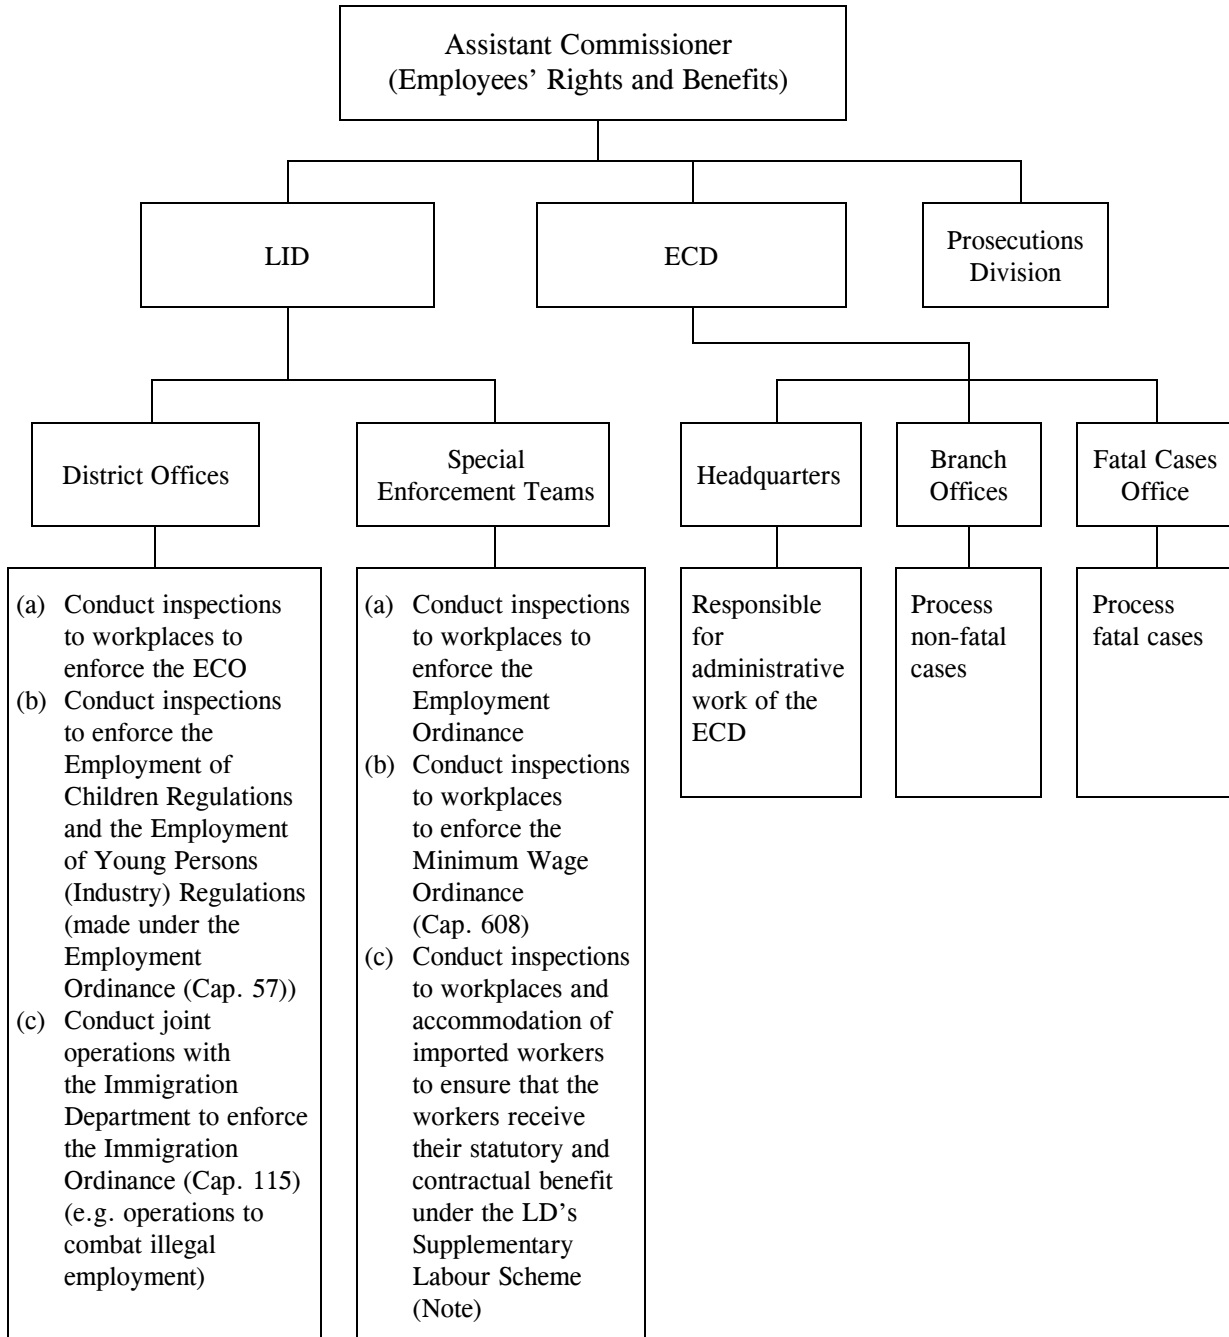 Assistant Commissioner
(Employees’ Rights and Benefits)
LID
ECD
Prosecutions
Division
District Offices
Special
Enforcement Teams
Headquarters
Branch
Offices
Fatal Cases
Office
(a) Conduct inspections
to workplaces to
enforce the ECO
(b) Conduct inspections
to enforce the
Employment of
Children Regulations
and the Employment
of Young Persons
(Industry) Regulations
(made under the
Employment
Ordinance (Cap. 57))
(c) Conduct joint
operations with
the Immigration
Department to enforce
the Immigration
Ordinance (Cap. 115)
(e.g. operations to
combat illegal
employment)
(a) Conduct inspections
to workplaces to
enforce the
Employment
Ordinance
(b) Conduct inspections
to workplaces
to enforce the
Minimum Wage
Ordinance
(Cap. 608)
(c) Conduct inspections
to workplaces and
accommodation of
imported workers
to ensure that the
workers receive
their statutory and
contractual benefit
under the LD’s
Supplementary
Labour Scheme
(Note)
Responsible
for
administrative
work of the
ECD
Process
non-fatal
cases
Process
fatal cases